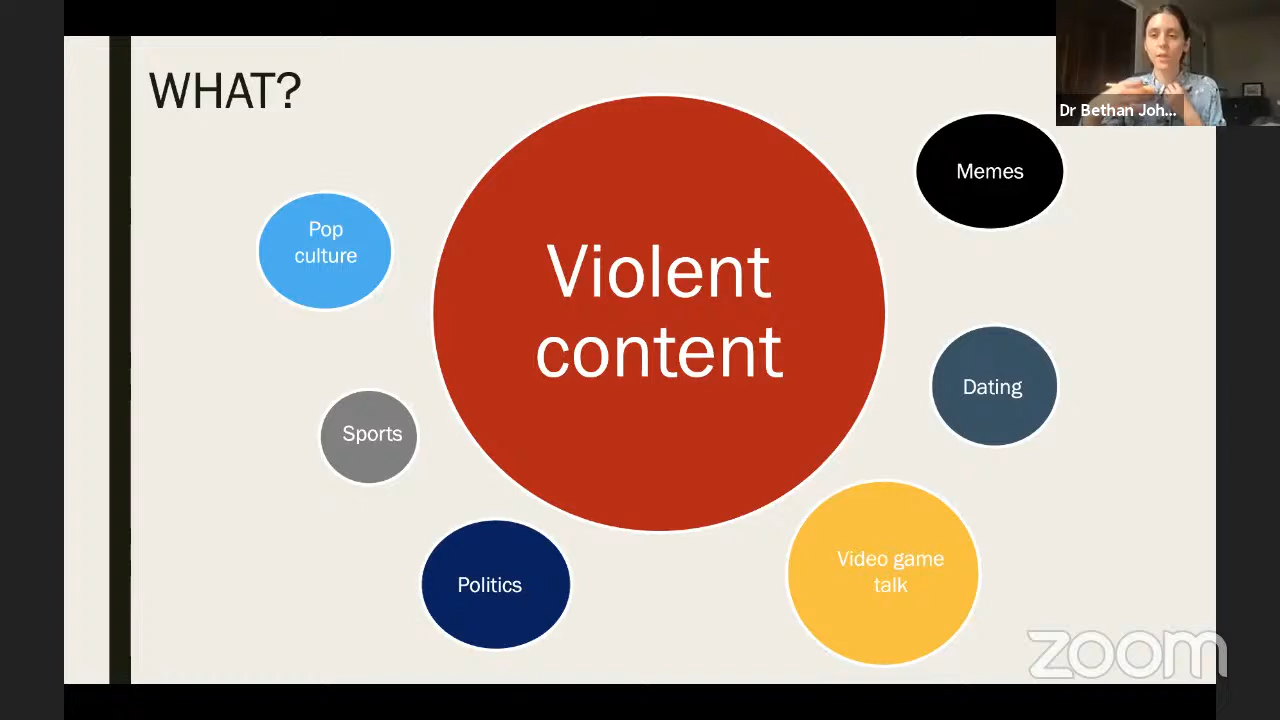 WHAT?
Dr Bethan Joh...
Memes
Pop
culture
Violent
content
Dating
Sports
Video game
talk
Politics
zoom